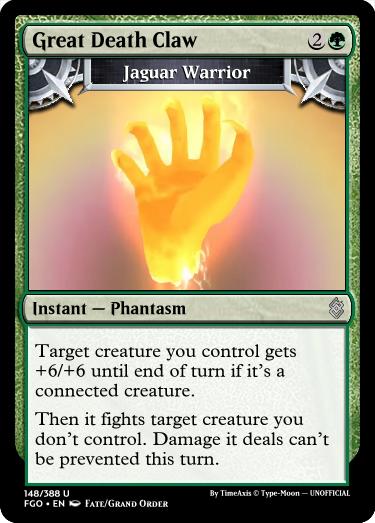 Great Death Claw 2
Jaguar Warrior
Instant — Phantasm
Target creature you control gets
+6/+6 until end of turn if it's a
connected creature.
Then it fights target creature you
don't control. Damage it deals can't
be prevented this turn.
148/388 U
FGO • EN Fate/Grand Order
By TimeAxis © Type-Moon — UNOFFICIAL